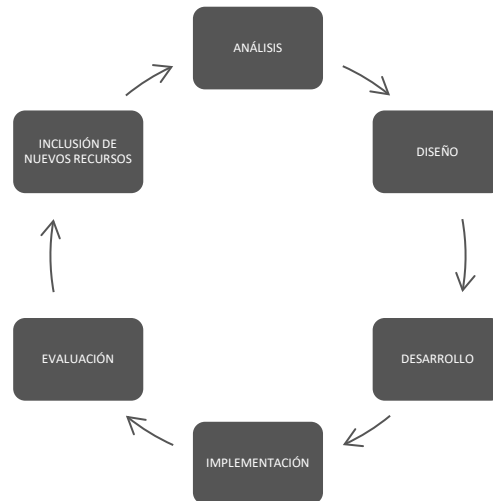 ANÁLISIS
DISEÑO
DESARROLLO
IMPLEMENTACIÓN
EVALUACIÓN
INCLUSIÓN DE
NUEVOS RECURSOS